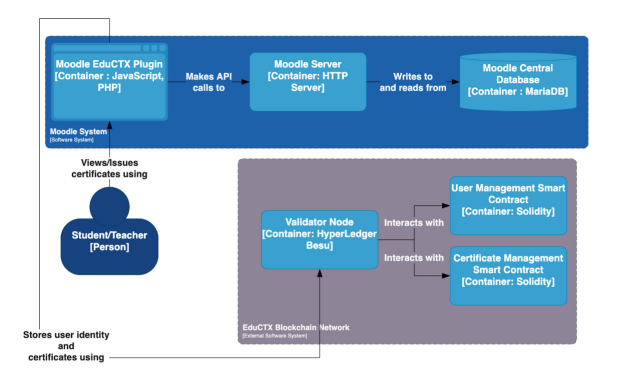 Moodle EduCTX Plugin
[Container : JavaScript,
PHP]
Makes API
calls to
Moodle Server
[Container: HTTP
Server]
Writes to
and reads from
Moodle Central
Database
[Container : MariaDB]
Moodle System
[Software System]
Views/Issues
certificates using
Student/Teacher
[Person]
Validator Node
[Container: HyperLedger
Besu]
Interacts with
Interacts with
User Management Smart
Contract
[Container: Solidity]
Certificate Management
Smart Contract
[Container: Solidity]
EduCTX Blockchain Network
[External Software System]
Stores user identity
and
certificates using